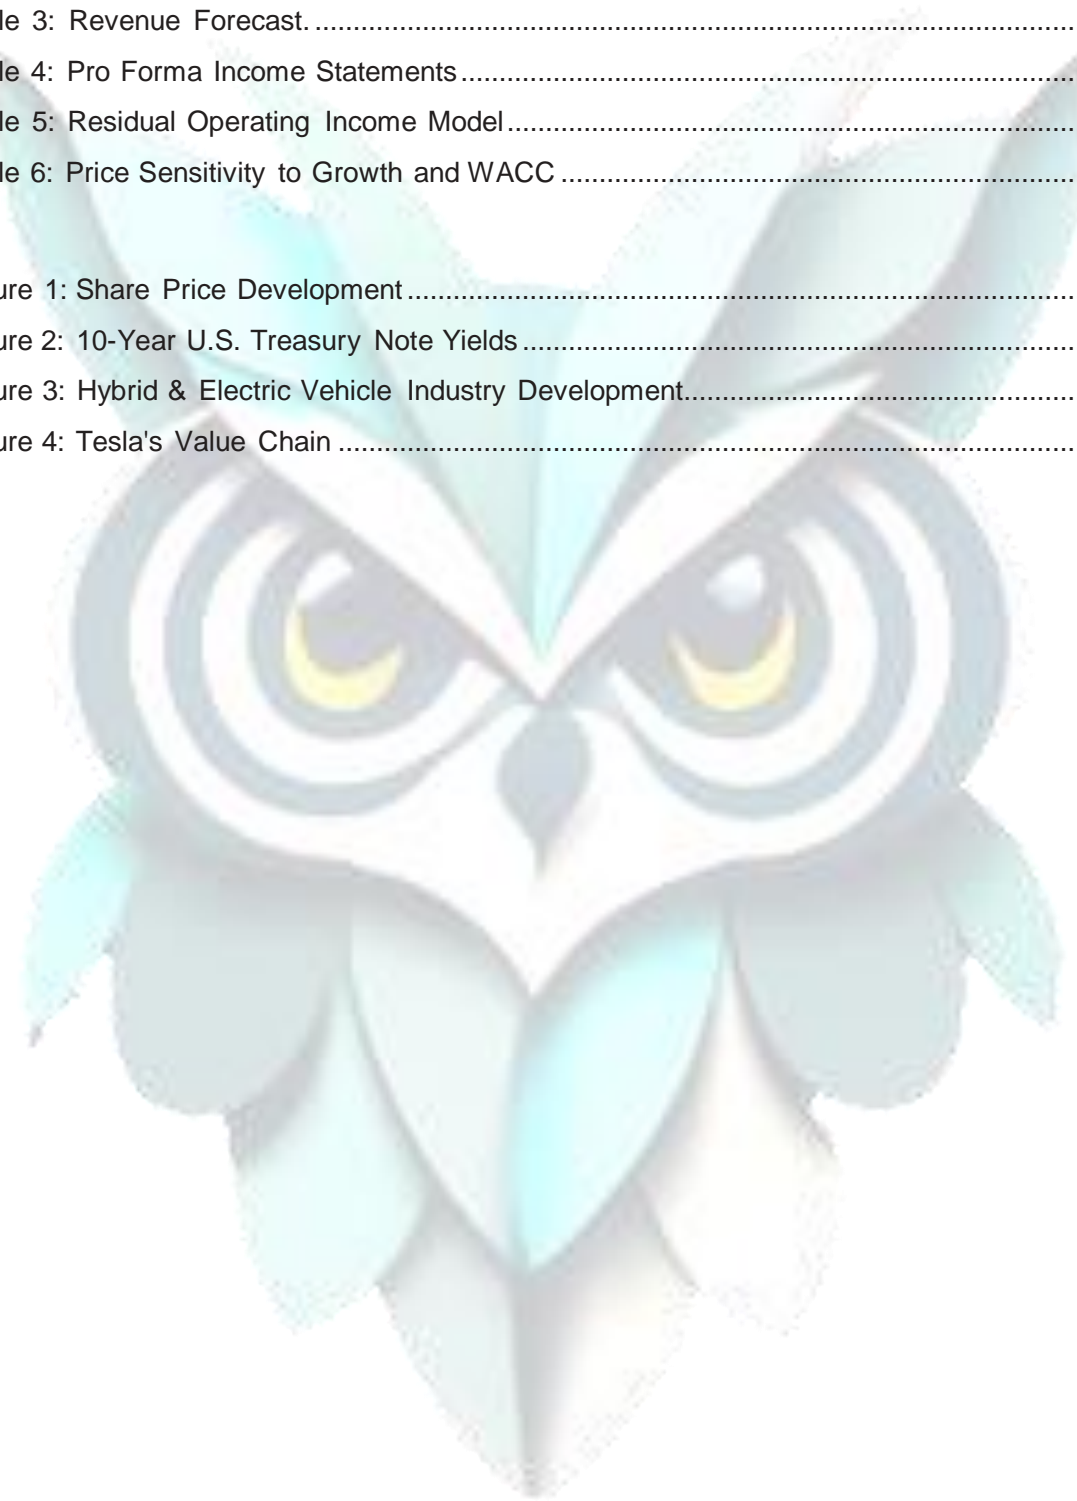 le 3: Revenue Forecast. ....................................................................................................
le 4: Pro Forma Income Statements ....................................................................................................
le 5: Residual Operating Income Model ....................................................................................................
le 6: Price Sensitivity to Growth and WACC ....................................................................................................
ure 1: Share Price Development ....................................................................................................
ure 2: 10-Year U.S. Treasury Note Yields ....................................................................................................
ure 3: Hybrid & Electric Vehicle Industry Development ....................................................................................................
ure 4: Tesla's Value Chain ....................................................................................................